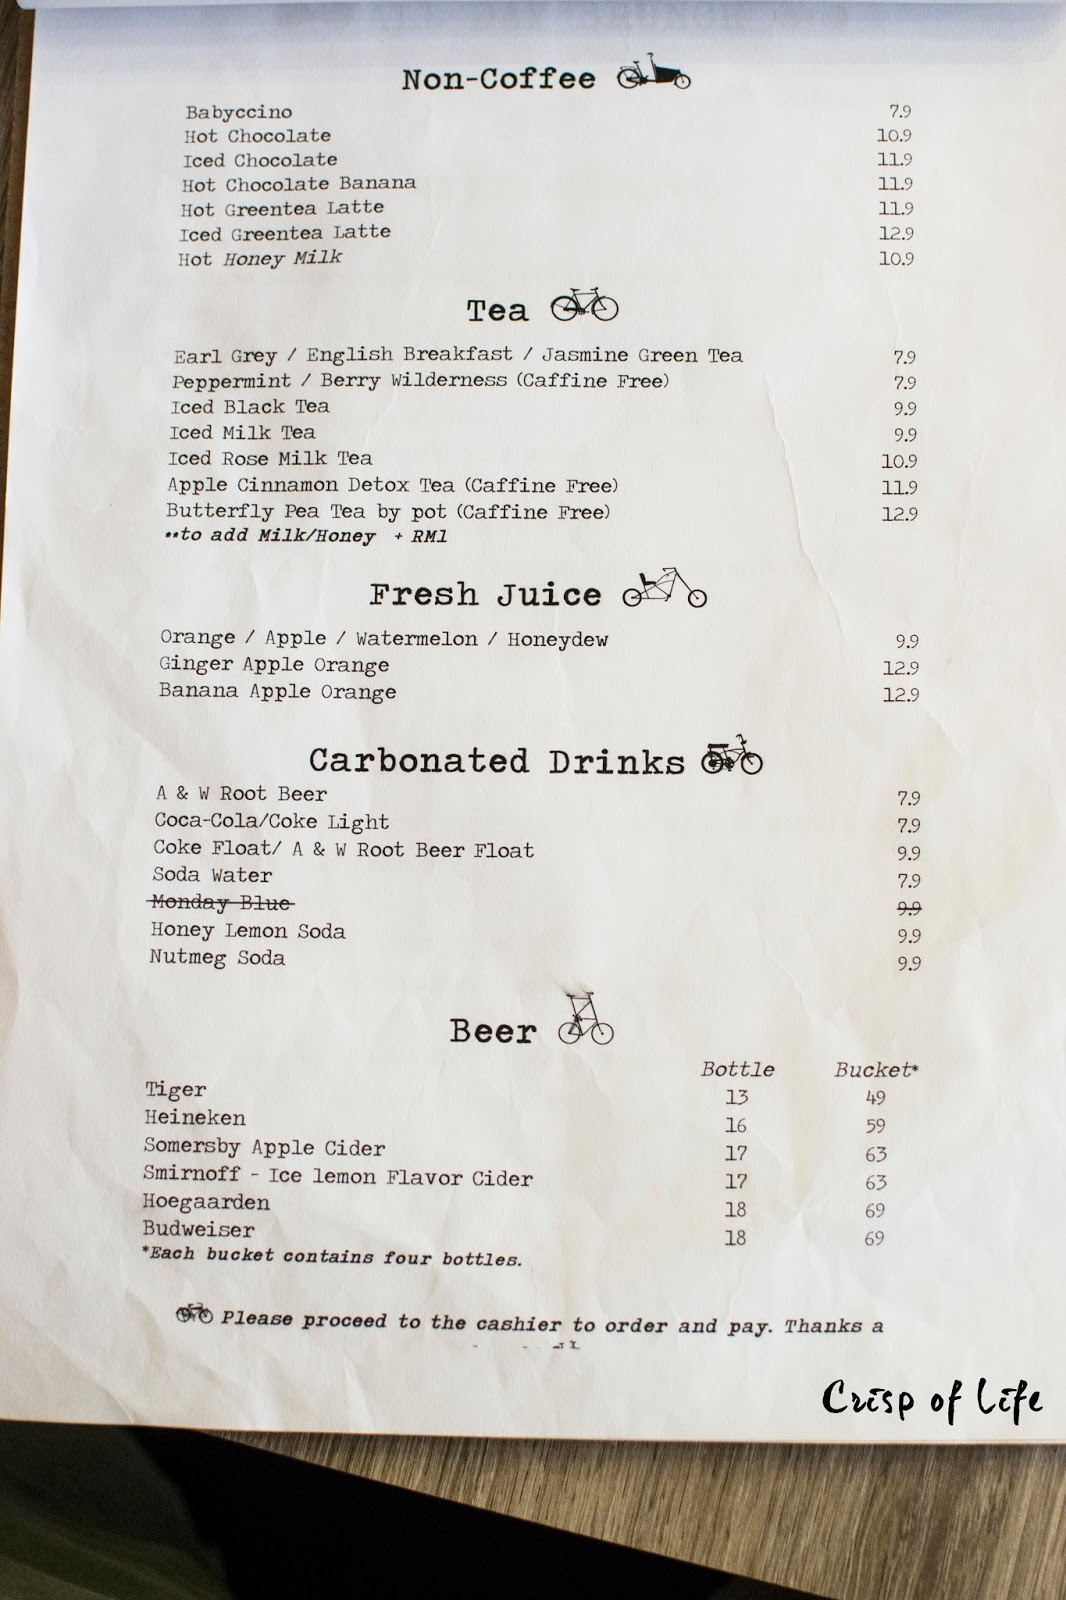 Non-Coffee
Babyccino 7.9
Hot Chocolate 10.9
Iced Chocolate 11.9
Hot Chocolate Banana 11.9
Hot Greentea Latte 11.9
Iced Greentea Latte 12.9
Hot Honey Milk 10.9
Tea
Earl Grey / English Breakfast / Jasmine Green Tea 7.9
Peppermint / Berry Wilderness (Caffine Free) 7.9
Iced Black Tea 9.9
Iced Milk Tea 9.9
Iced Rose Milk Tea 10.9
Apple Cinnamon Detox Tea (Caffine Free) 11.9
Butterfly Pea Tea by pot (Caffine Free) 12.9
**to add Milk/Honey + RM1
Fresh Juice
Orange / Apple / Watermelon / Honeydew 9.9
Ginger Apple Orange 12.9
Banana Apple Orange 12.9
Carbonated Drinks
A & W Root Beer 7.9
Coca-Cola/Coke Light 7.9
Coke Float/ A & W Root Beer Float 9.9
Soda Water 7.9
Monday Blue 9.9
Honey Lemon Soda 9.9
Nutmeg Soda 9.9
Beer
Bottle Bucket*
Tiger 13 49
Heineken 16 59
Somersby Apple Cider 17 63
Smirnoff - Ice lemon Flavor Cider 17 63
Hoegaarden 18 69
Budweiser 18 69
*Each bucket contains four bottles.
Please proceed to the cashier to order and pay. Thanks a
Crisp of Life